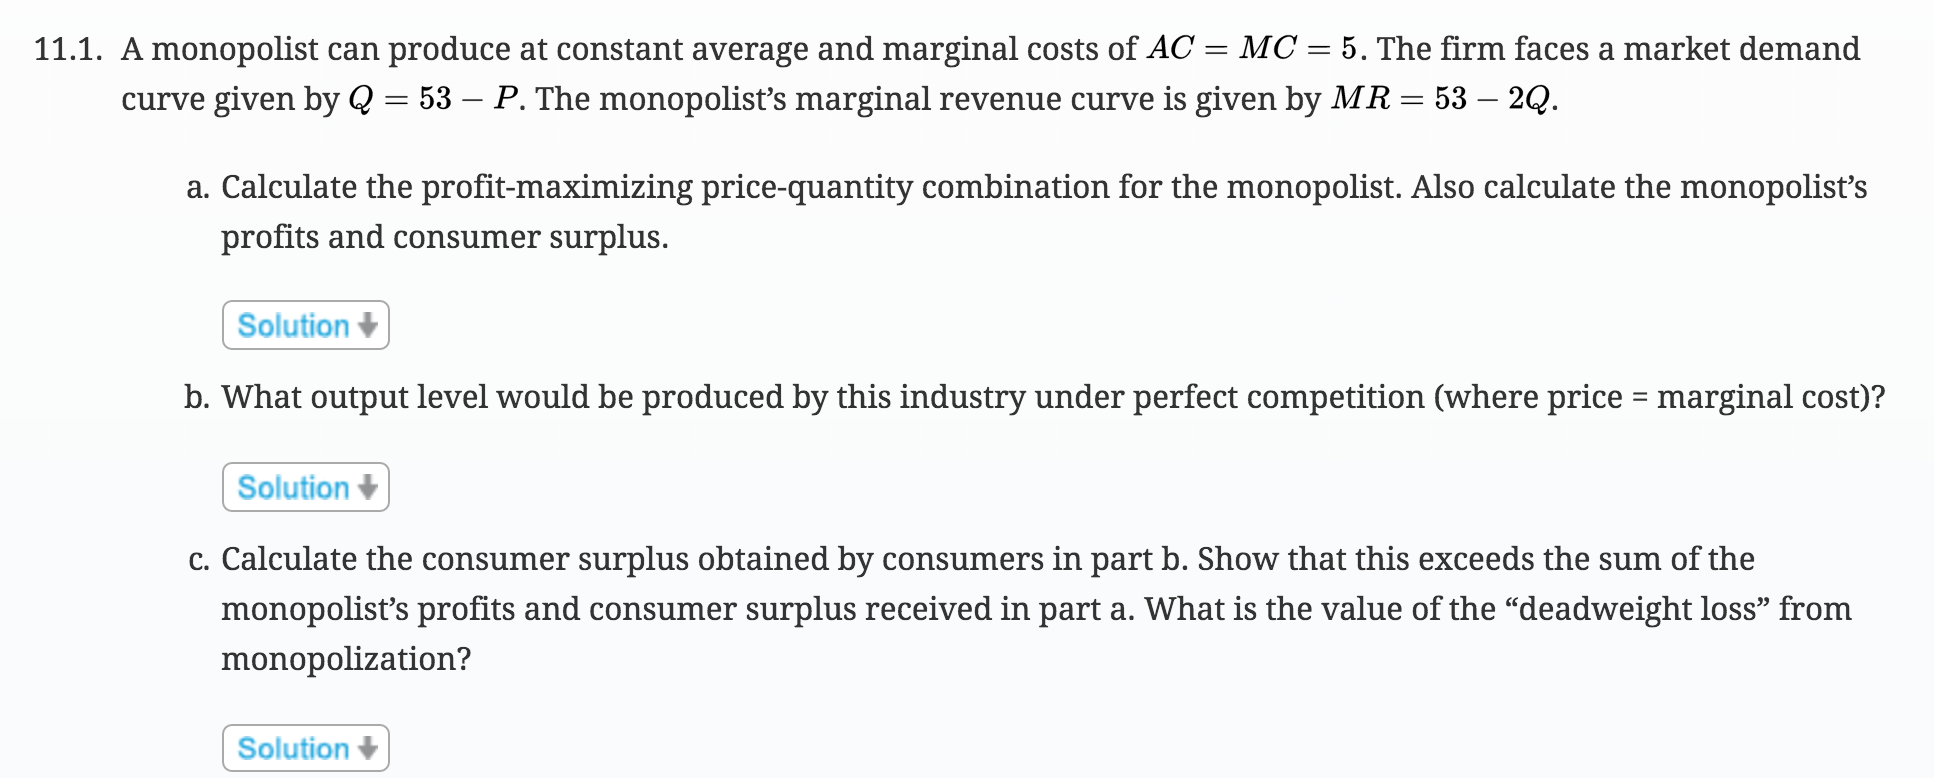 11.1. A monopolist can produce at constant average and marginal costs of AC = MC = 5. The firm faces a market demand
curve given by Q = 53 – P. The monopolist’s marginal revenue curve is given by MR = 53 – 2Q.
a. Calculate the profit-maximizing price-quantity combination for the monopolist. Also calculate the monopolist’s
profits and consumer surplus.
Solution
b. What output level would be produced by this industry under perfect competition (where price = marginal cost)?
Solution
c. Calculate the consumer surplus obtained by consumers in part b. Show that this exceeds the sum of the
monopolist’s profits and consumer surplus received in part a. What is the value of the “deadweight loss” from
monopolization?
Solution